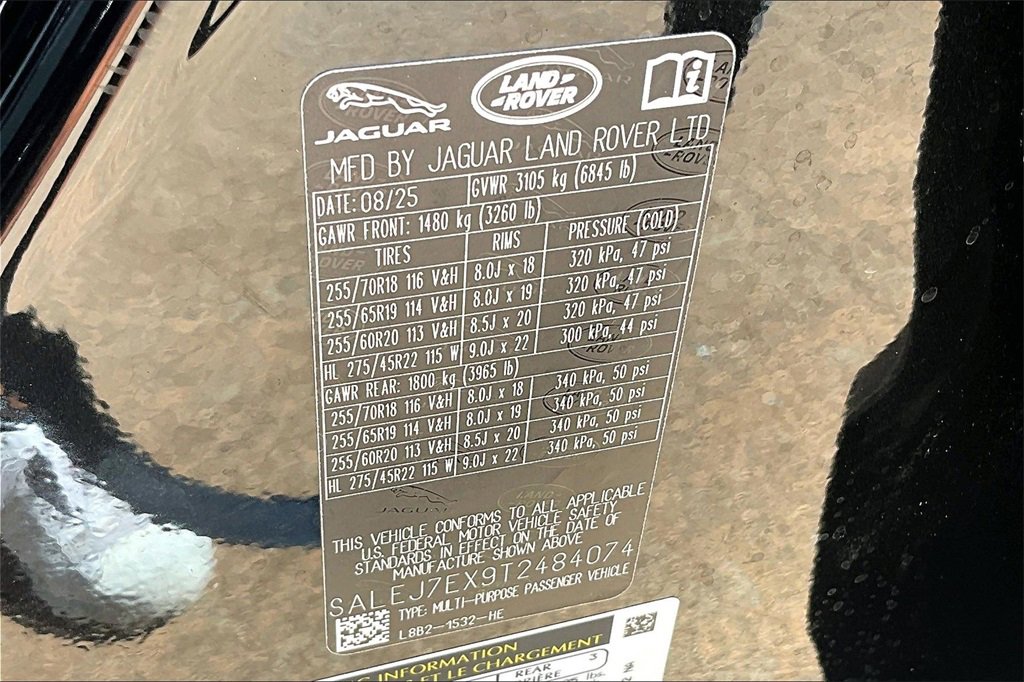 JAGUAR
LAND-
-ROVER
MFD BY JAGUAR LAND ROVER LTD
DATE: 08/25 GVWR 3105 kg (6845 lb)
GAWR FRONT: 1480 kg (3260 lb)
TIRES RIMS PRESSURE (COLD)
255/70R18 116 V&H 8.0J x 18 320 kPa, 47 psi
255/65R19 114 V&H 8.0J x 19 320 kPa, 47 psi
255/60R20 113 V&H 8.5J x 20 320 kPa, 47 psi
HL 275/45R22 115 W 9.0J x 22 300 kPa, 44 psi
GAWR REAR: 1800 kg (3965 lb)
255/70R18 116 V&H 8.0J x 18 340 kPa, 50 psi
255/65R19 114 V&H 8.0J x 19 340 kPa, 50 psi
255/60R20 113 V&H 8.5J x 20 340 kPa, 50 psi
HL 275/45R22 115 W 9.0J x 22 340 kPa, 50 psi
THIS VEHICLE CONFORMS TO ALL APPLICABLE
U.S. FEDERAL MOTOR VEHICLE SAFETY
STANDARDS IN EFFECT ON THE DATE OF
MANUFACTURE SHOWN ABOVE
SALEJ7EX9T2484074
TYPE: MULTI-PURPOSE PASSENGER VEHICLE
L8B2-1532-HE
INFORMATION
ET LE CHARGEMENT
REAR 3
lbs.